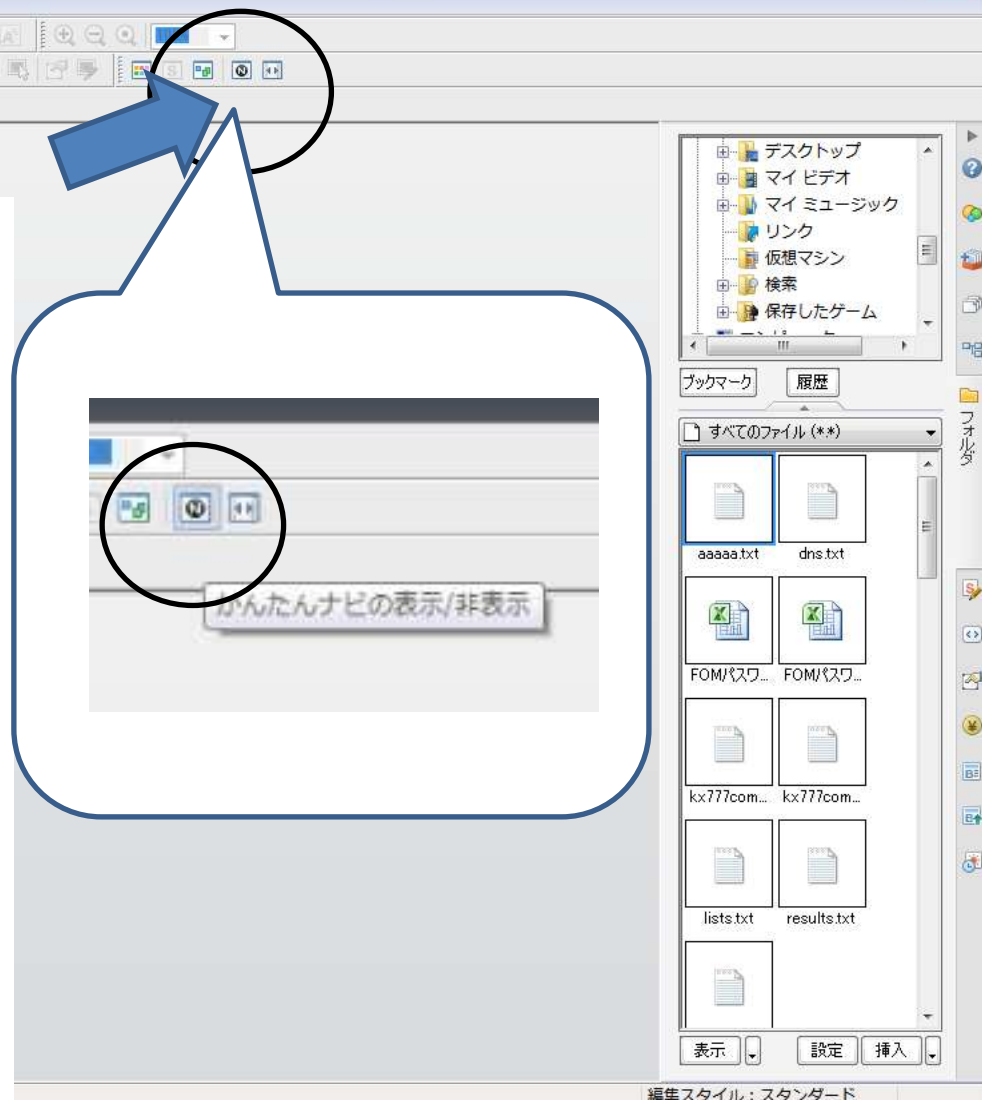 デスクトップ
マイ ビデオ
マイ ミュージック
リンク
仮想マシン
検索
保存したゲーム
ブックマーク 履歴
フォルダ
すべてのファイル (*.*)
aaaaa.txt dns.txt
FOMパスワ... FOMパスワ...
kx777com... kx777com...
lists.txt results.txt
表示 設定 挿入
かんたんナビの表示/非表示
編集スタイル：スタンダード